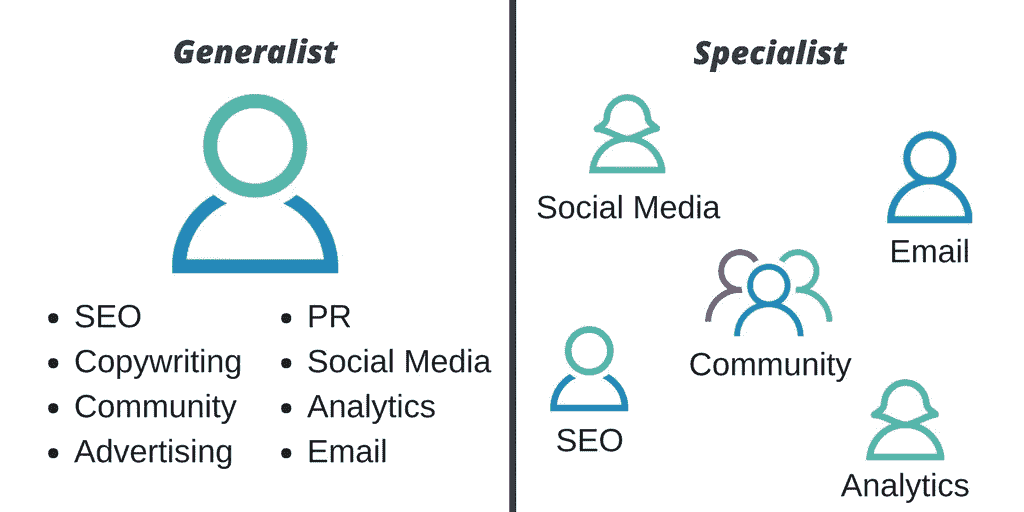 Generalist
• SEO
• Copywriting
• Community
• Advertising
• PR
• Social Media
• Analytics
• Email
Specialist
Social Media
Email
Community
SEO
Analytics